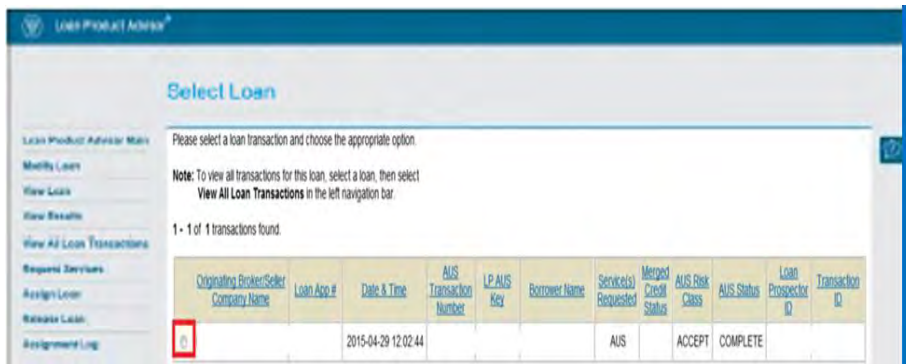 Loan Product Advisor®
Select Loan
Loan Product Advisor Main
Modify Loan
View Loan
View Results
View All Loan Transactions
Request Services
Assign Loan
Release Loan
Assignment Log
Please select a loan transaction and choose the appropriate option.
Note: To view all transactions for this loan, select a loan, then select
View All Loan Transactions in the left navigation bar.
1 - 1 of 1 transactions found.
Originating Broker/Seller
Company Name
Loan App #
Date & Time
AUS
Transaction
Number
LP AUS
Key
Borrower Name
Service(s)
Requested
Merged
Credit
Status
AUS Risk
Class
AUS Status
Loan
Prospector
ID
Transaction
ID
2015-04-29 12:02:44
AUS
ACCEPT
COMPLETE